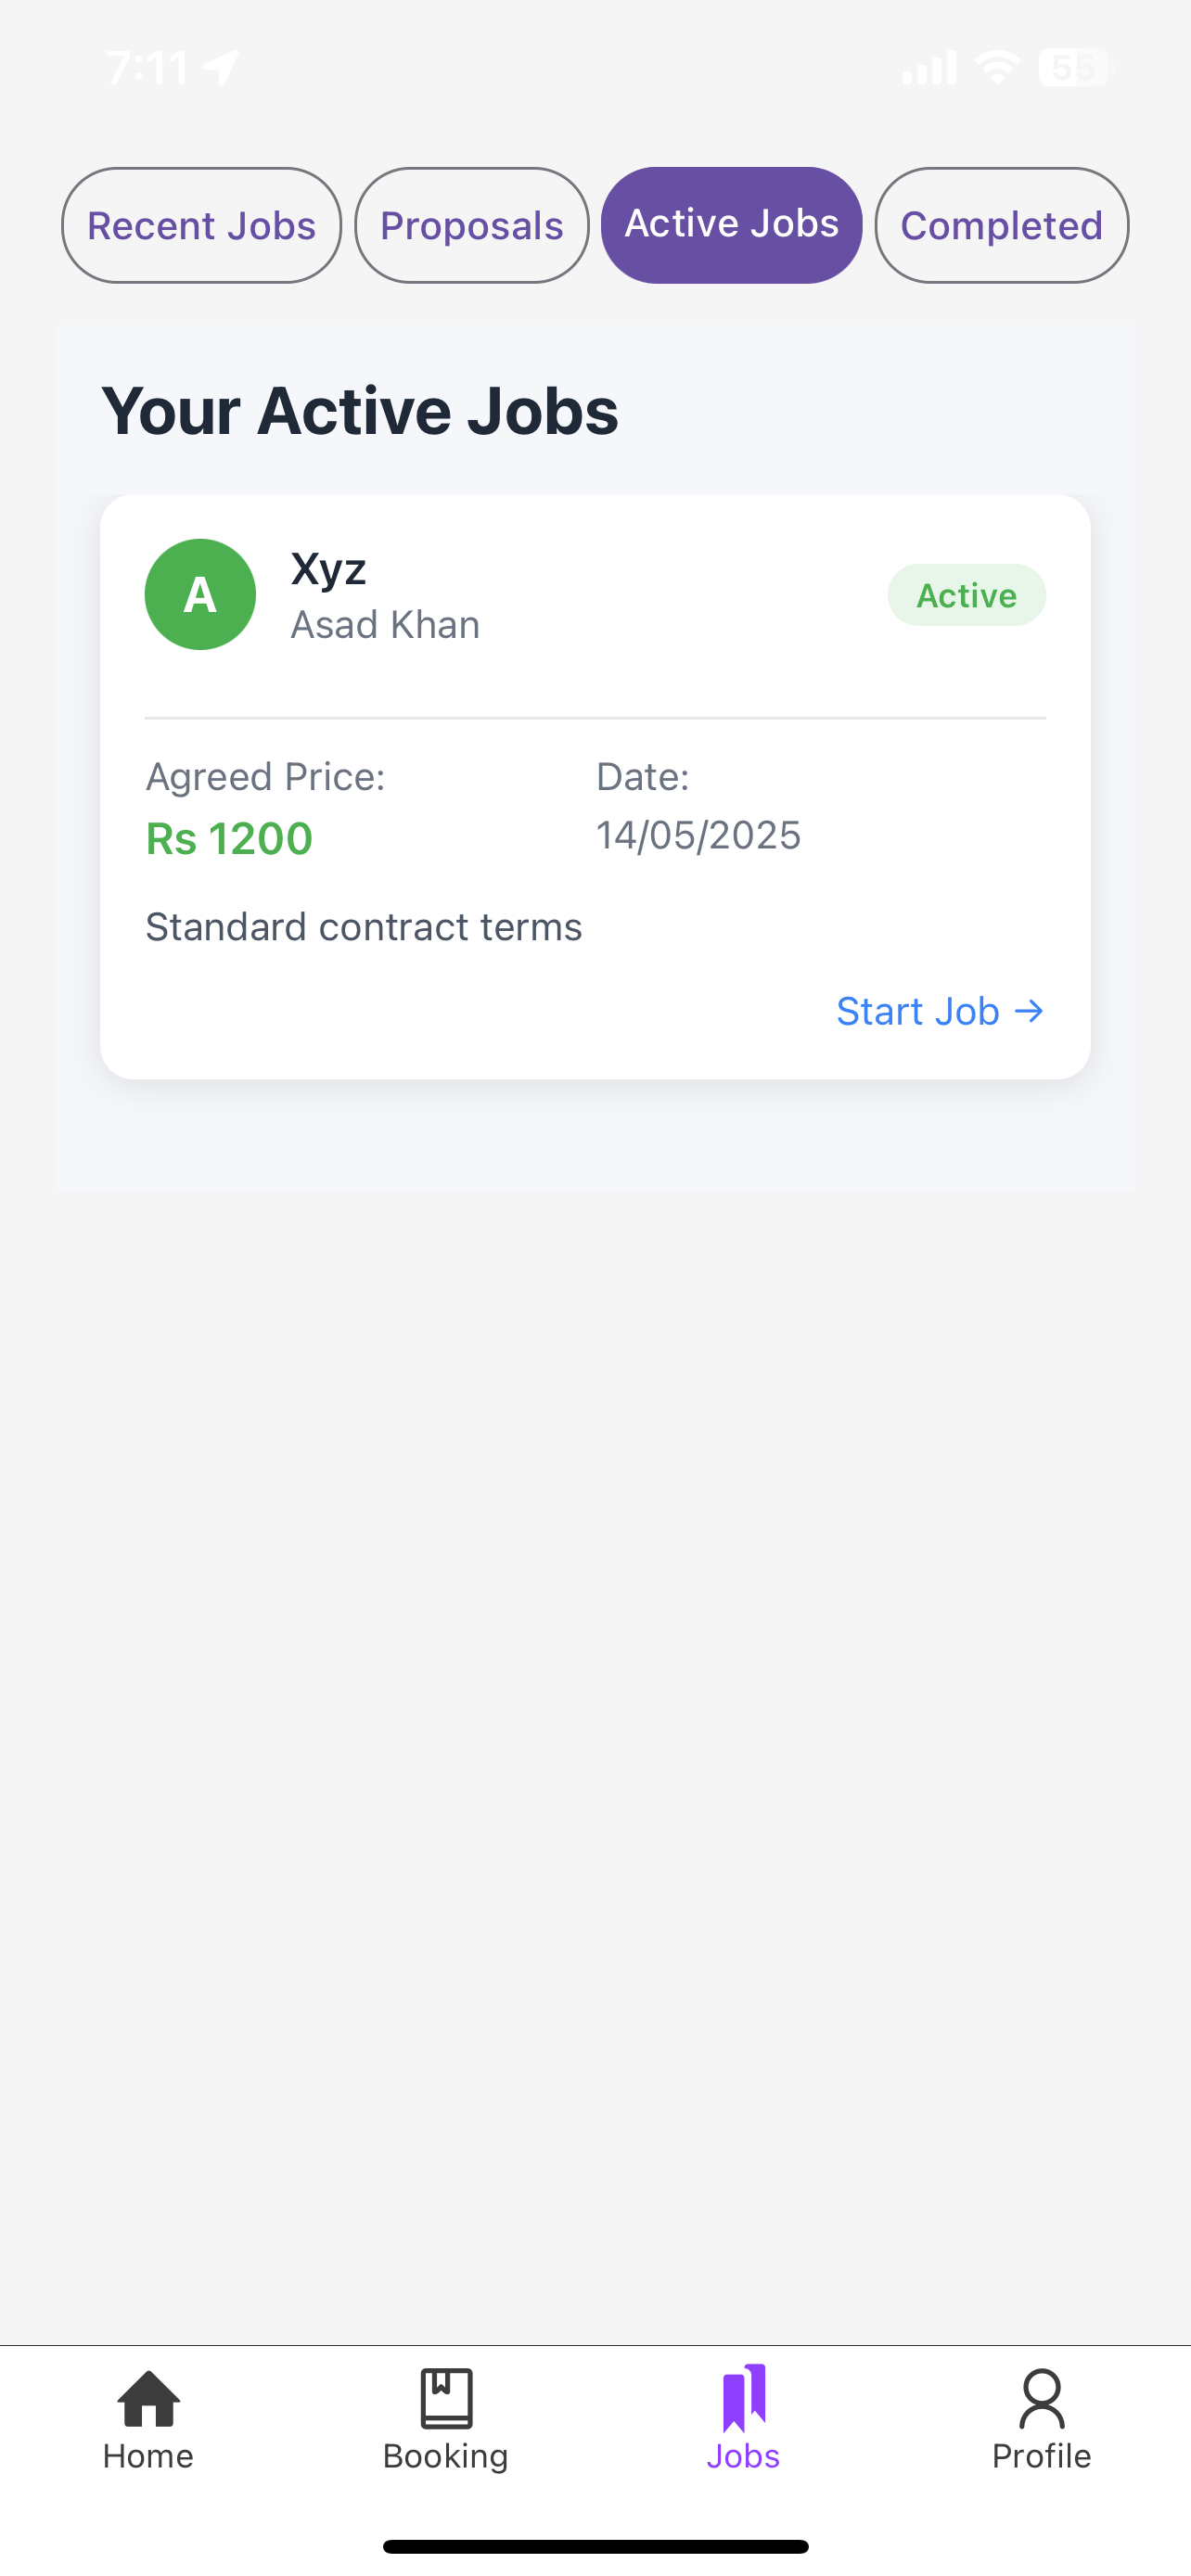 7:11
55
Recent Jobs
Proposals
Active Jobs
Completed
Your Active Jobs
A
Xyz
Asad Khan
Active
Agreed Price:
Date:
Rs 1200
14/05/2025
Standard contract terms
Start Job →
Home
Booking
Jobs
Profile